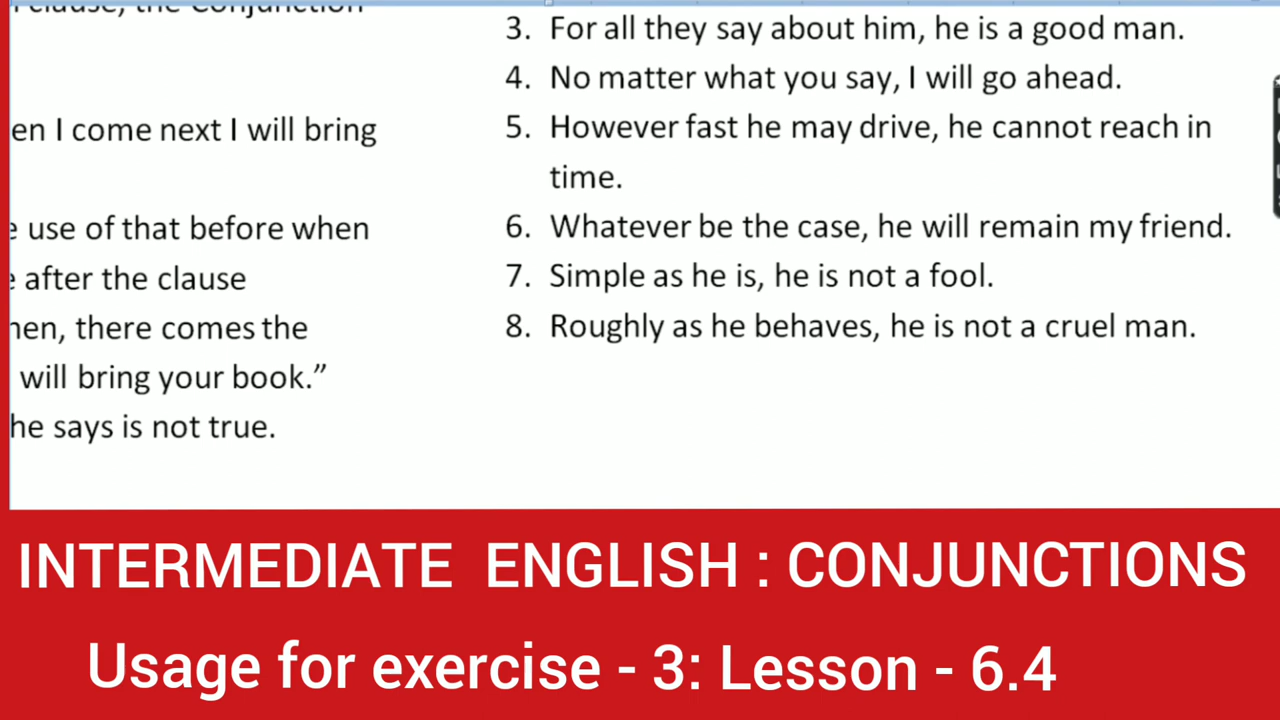 clause, the Conjunction
en I come next I will bring
use of that before when
after the clause
hen, there comes the
will bring your book.”
he says is not true.
3. For all they say about him, he is a good man.
4. No matter what you say, I will go ahead.
5. However fast he may drive, he cannot reach in
time.
6. Whatever be the case, he will remain my friend.
7. Simple as he is, he is not a fool.
8. Roughly as he behaves, he is not a cruel man.
INTERMEDIATE ENGLISH : CONJUNCTIONS
Usage for exercise - 3: Lesson - 6.4